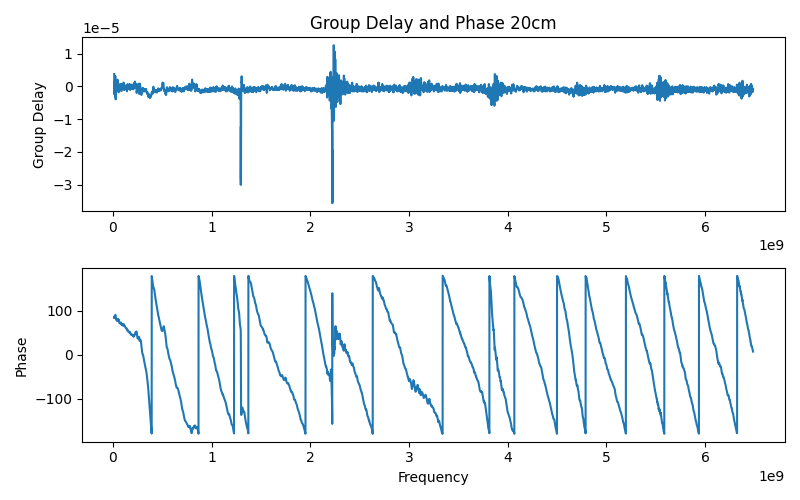 Group Delay and Phase 20cm
1e−5
Group Delay
1
0
−1
−2
−3
0 1 2 3 4 5 6
1e9
Phase
100
0
−100
0 1 2 3 4 5 6
1e9
Frequency